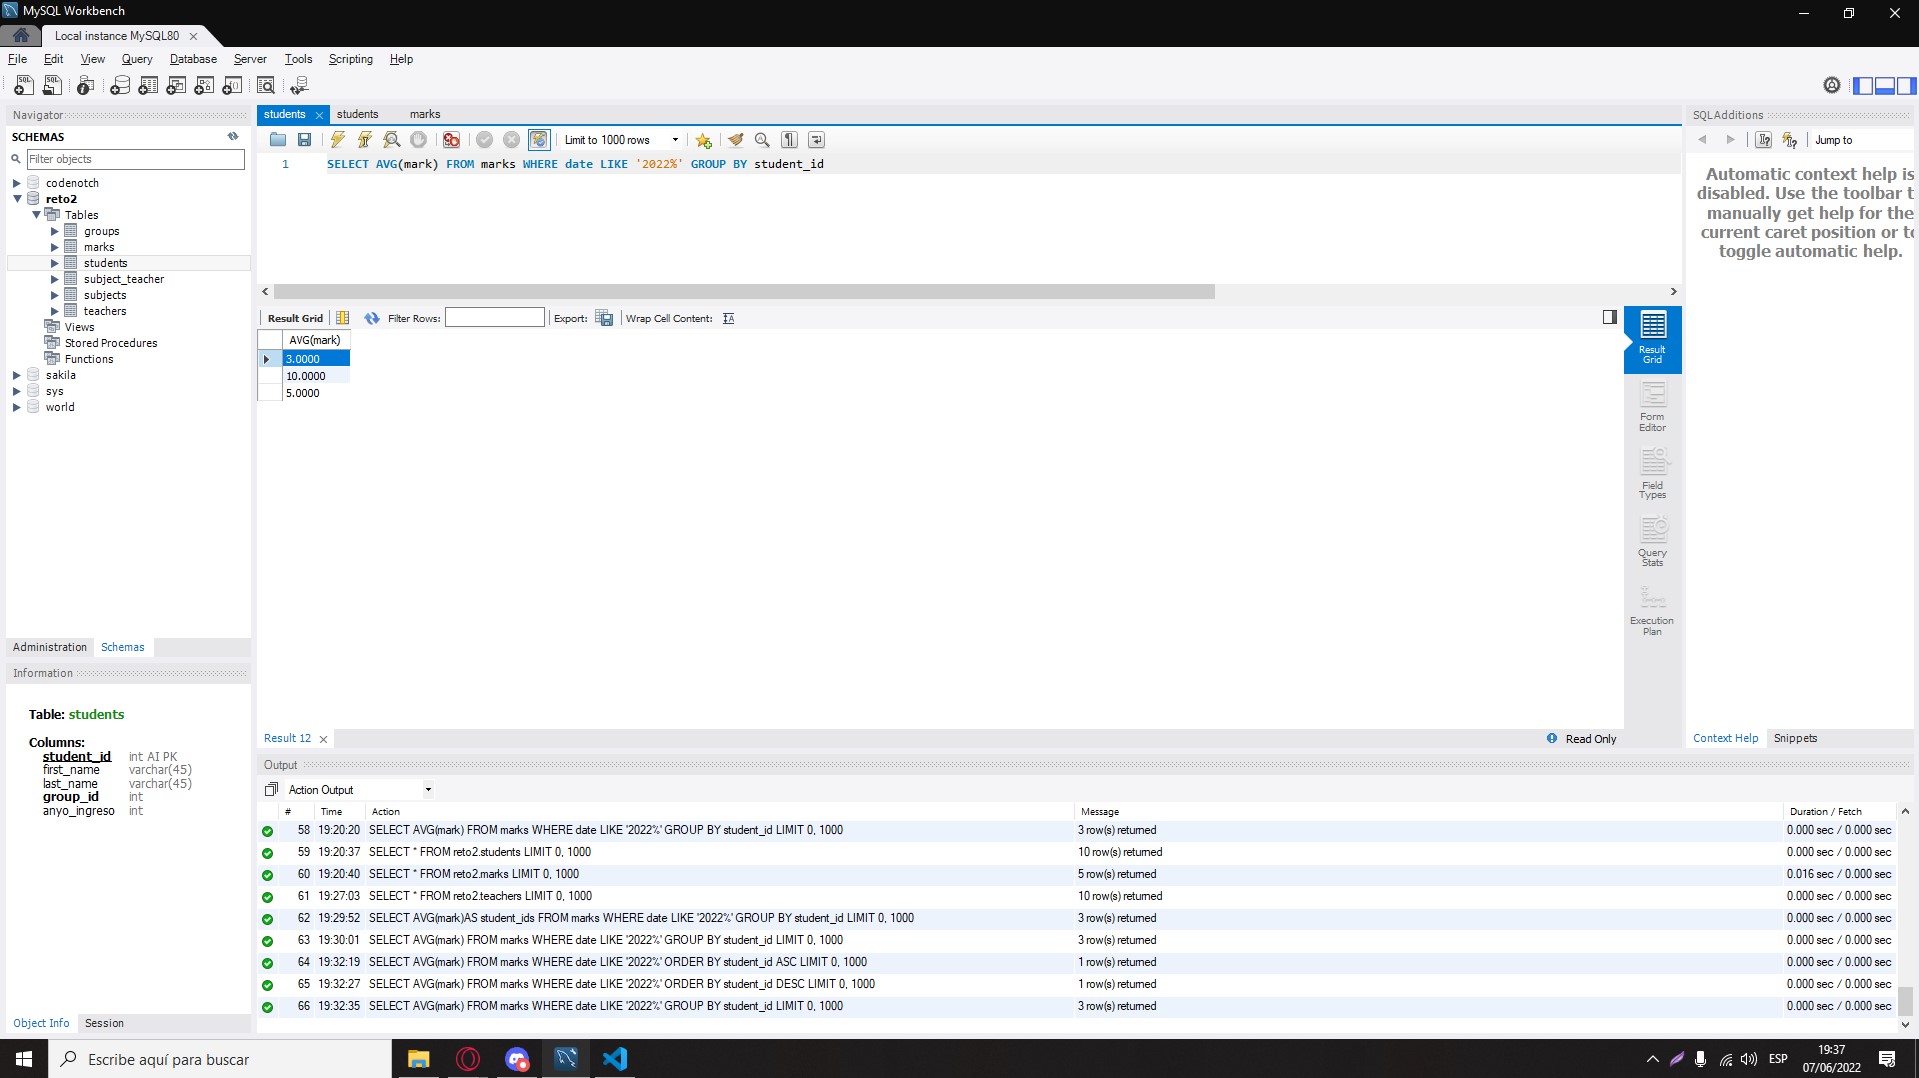 MySQL Workbench
Local instance MySQL80
File Edit View Query Database Server Tools Scripting Help
Navigator
SCHEMAS
Filter objects
codenotch
reto2
Tables
groups
marks
students
subject_teacher
subjects
teachers
Views
Stored Procedures
Functions
sakila
sys
world
Administration Schemas
Information
Table: students
Columns:
student_id int AI PK
first_name varchar(45)
last_name varchar(45)
group_id int
anyo_ingreso int
Object Info Session
students students marks
Limit to 1000 rows
1 SELECT AVG(mark) FROM marks WHERE date LIKE '2022%' GROUP BY student_id
Result Grid Filter Rows: Export: Wrap Cell Content:
AVG(mark)
3.0000
10.0000
5.0000
Result Grid
Form Editor
Field Types
Query Stats
Execution Plan
Result 12 Read Only
SQLAdditions
Jump to
Automatic context help is
disabled. Use the toolbar t
manually get help for the
current caret position or to
toggle automatic help.
Context Help Snippets
Output
Action Output
# Time Action Message Duration / Fetch
58 19:20:20 SELECT AVG(mark) FROM marks WHERE date LIKE '2022%' GROUP BY student_id LIMIT 0, 1000 3 row(s) returned 0.000 sec / 0.000 sec
59 19:20:37 SELECT * FROM reto2.students LIMIT 0, 1000 10 row(s) returned 0.000 sec / 0.000 sec
60 19:20:40 SELECT * FROM reto2.marks LIMIT 0, 1000 5 row(s) returned 0.016 sec / 0.000 sec
61 19:27:03 SELECT * FROM reto2.teachers LIMIT 0, 1000 10 row(s) returned 0.000 sec / 0.000 sec
62 19:29:52 SELECT AVG(mark)AS student_ids FROM marks WHERE date LIKE '2022%' GROUP BY student_id LIMIT 0, 1000 3 row(s) returned 0.000 sec / 0.000 sec
63 19:30:01 SELECT AVG(mark) FROM marks WHERE date LIKE '2022%' GROUP BY student_id LIMIT 0, 1000 3 row(s) returned 0.000 sec / 0.000 sec
64 19:32:19 SELECT AVG(mark) FROM marks WHERE date LIKE '2022%' ORDER BY student_id ASC LIMIT 0, 1000 1 row(s) returned 0.000 sec / 0.000 sec
65 19:32:27 SELECT AVG(mark) FROM marks WHERE date LIKE '2022%' ORDER BY student_id DESC LIMIT 0, 1000 1 row(s) returned 0.000 sec / 0.000 sec
66 19:32:35 SELECT AVG(mark) FROM marks WHERE date LIKE '2022%' GROUP BY student_id LIMIT 0, 1000 3 row(s) returned 0.000 sec / 0.000 sec
Escribe aquí para buscar
ESP
19:37
07/06/2022